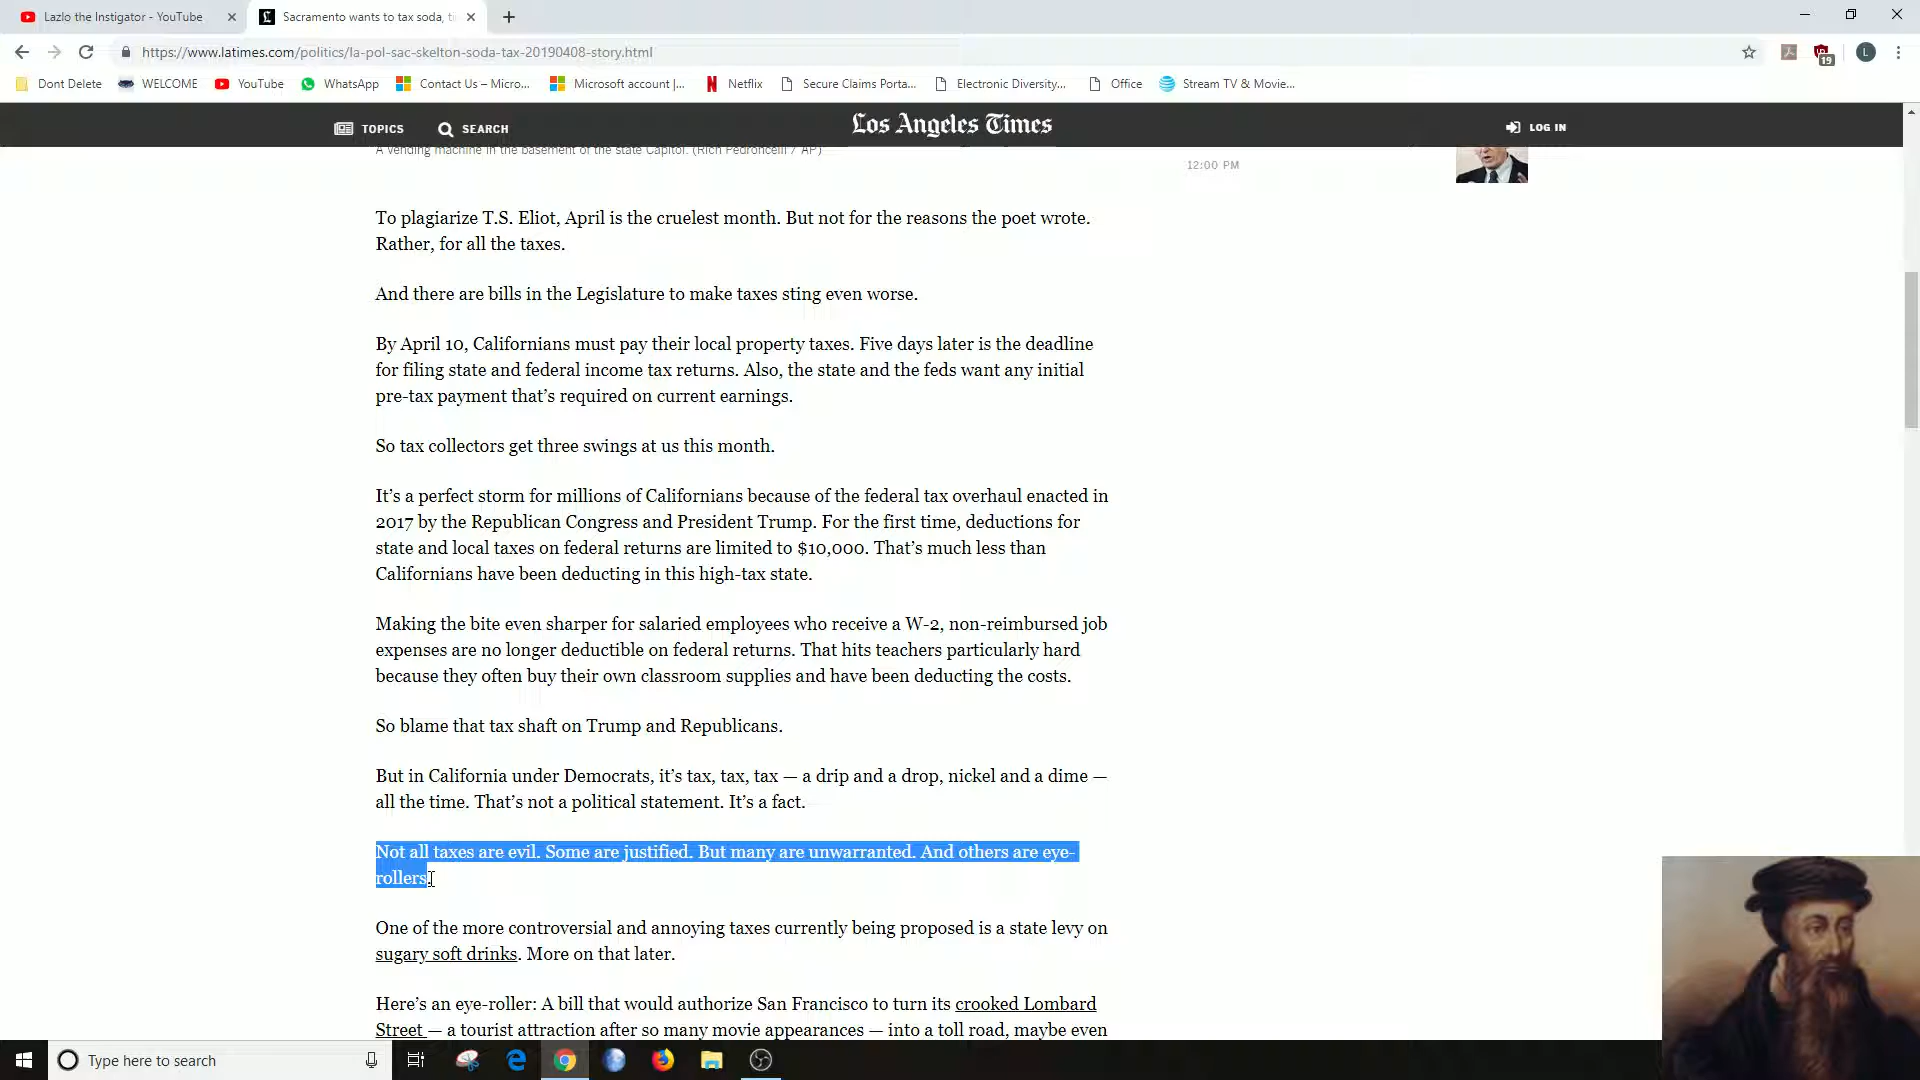 Lazlo the Instigator - YouTube
Sacramento wants to tax soda, ti
https://www.latimes.com/politics/la-pol-sac-skelton-soda-tax-20190408-story.html
19
L
Dont Delete
WELCOME
YouTube
WhatsApp
Contact Us – Micro...
Microsoft account |...
Netflix
Secure Claims Porta...
Electronic Diversity...
Office
Stream TV & Movie...
TOPICS
SEARCH
Los Angeles Times
LOG IN
A vending machine in the basement of the state Capitol. (Rich Pedroncelli / AP)
12:00 PM
To plagiarize T.S. Eliot, April is the cruelest month. But not for the reasons the poet wrote.
Rather, for all the taxes.
And there are bills in the Legislature to make taxes sting even worse.
By April 10, Californians must pay their local property taxes. Five days later is the deadline
for filing state and federal income tax returns. Also, the state and the feds want any initial
pre-tax payment that’s required on current earnings.
So tax collectors get three swings at us this month.
It’s a perfect storm for millions of Californians because of the federal tax overhaul enacted in
2017 by the Republican Congress and President Trump. For the first time, deductions for
state and local taxes on federal returns are limited to $10,000. That’s much less than
Californians have been deducting in this high-tax state.
Making the bite even sharper for salaried employees who receive a W-2, non-reimbursed job
expenses are no longer deductible on federal returns. That hits teachers particularly hard
because they often buy their own classroom supplies and have been deducting the costs.
So blame that tax shaft on Trump and Republicans.
But in California under Democrats, it’s tax, tax, tax — a drip and a drop, nickel and a dime —
all the time. That’s not a political statement. It’s a fact.
Not all taxes are evil. Some are justified. But many are unwarranted. And others are eye-
rollers.
One of the more controversial and annoying taxes currently being proposed is a state levy on
sugary soft drinks. More on that later.
Here’s an eye-roller: A bill that would authorize San Francisco to turn its crooked Lombard
Street — a tourist attraction after so many movie appearances — into a toll road, maybe even
Type here to search